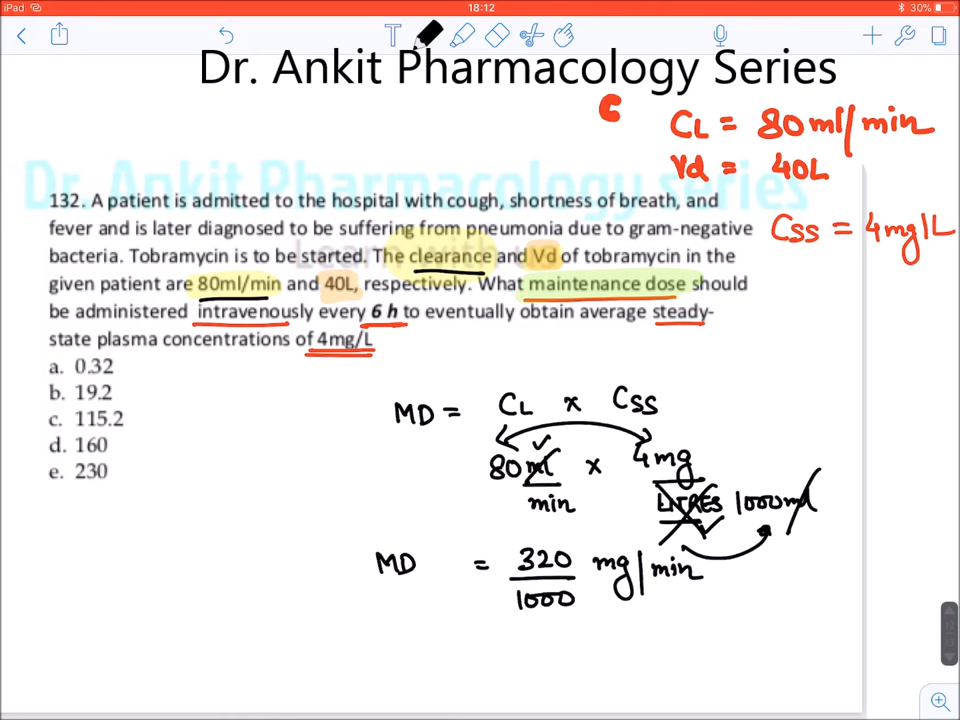 iPad
18:12
30%
Dr. Ankit Pharmacology Series
C
CL = 80ml/min
Vd = 40L
Css = 4mg/L
Dr. Ankit Pharmacology series
132. A patient is admitted to the hospital with cough, shortness of breath, and
fever and is later diagnosed to be suffering from pneumonia due to gram-negative
bacteria. Tobramycin is to be started. The clearance and Vd of tobramycin in the
given patient are 80ml/min and 40L, respectively. What maintenance dose should
be administered intravenously every 6 h to eventually obtain average steady-
state plasma concentrations of 4mg/L
a. 0.32
b. 19.2
c. 115.2
d. 160
e. 230
MD = CL x Css
80 ml x 4mg
min LITRES 1000ml
MD = 320 mg/min
1000